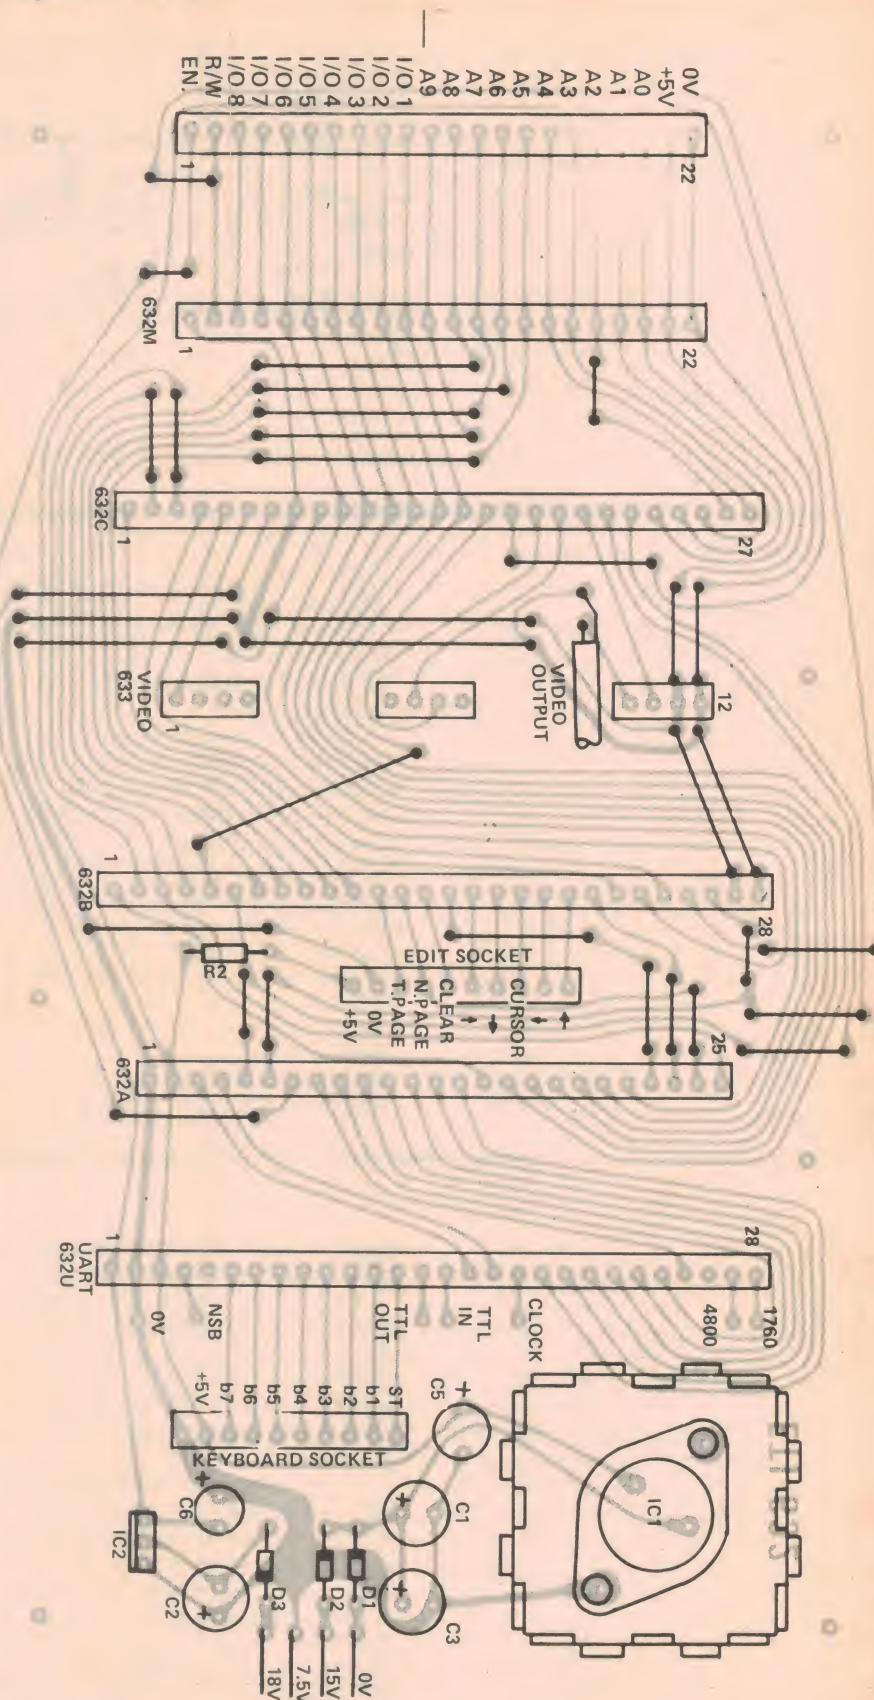 0V
+5V
A0
A1
A2
A3
A4
A5
A6
A7
A8
A9
I/O 1
I/O 2
I/O 3
I/O 4
I/O 5
I/O 6
I/O 7
I/O 8
R/W
EN.
1
22
632M
1
22
632C
1
27
VIDEO
633
1
VIDEO
OUTPUT
12
632B
1
28
R2
EDIT SOCKET
+5V
0V
T.PAGE
N.PAGE
CLEAR
CURSOR
632A
1
25
UART
632U
1
28
0V
NSB
TTL
OUT
TTL
IN
CLOCK
4800
1760
+5V
b7
b6
b5
b4
b3
b2
b1
ST
KEYBOARD SOCKET
C5
+
C6
+
IC2
C2
+
C1
+
C3
+
D3
D2
D1
IC1
ETI 685
18V
7.5V
15V
0V